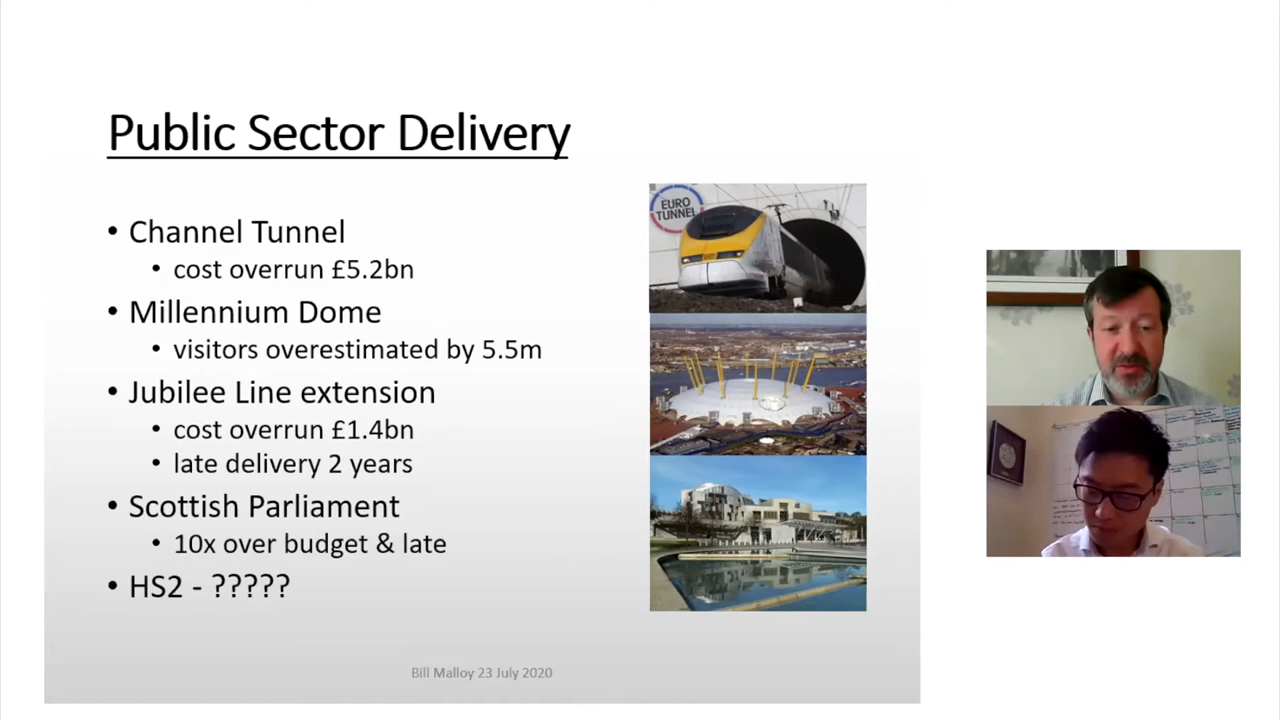 Public Sector Delivery
• Channel Tunnel
• cost overrun £5.2bn
• Millennium Dome
• visitors overestimated by 5.5m
• Jubilee Line extension
• cost overrun £1.4bn
• late delivery 2 years
• Scottish Parliament
• 10x over budget & late
• HS2 - ?????
Bill Malloy 23 July 2020
EURO
TUNNEL